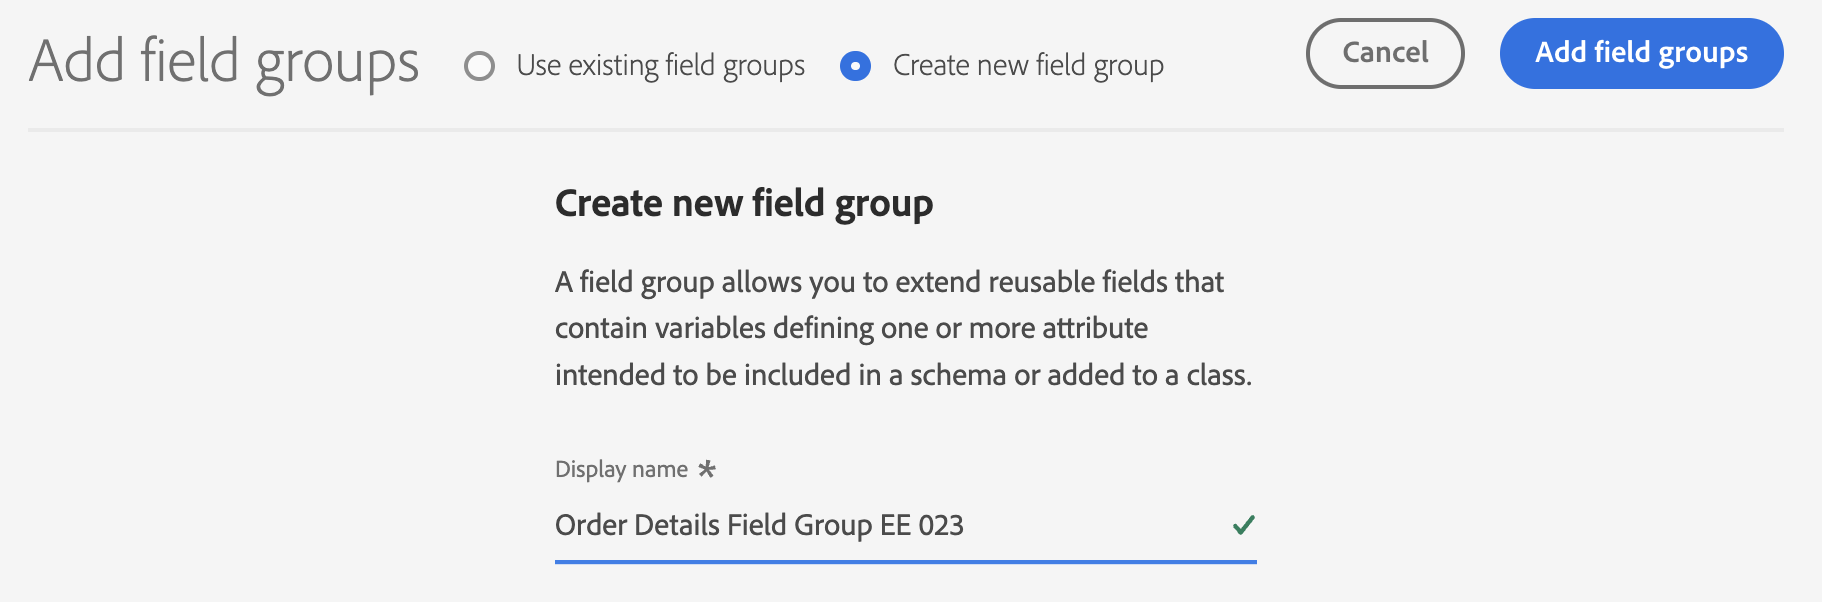 Add field groups
Use existing field groups
Create new field group
Cancel
Add field groups
Create new field group
A field group allows you to extend reusable fields that
contain variables defining one or more attribute
intended to be included in a schema or added to a class.
Display name *
Order Details Field Group EE 023